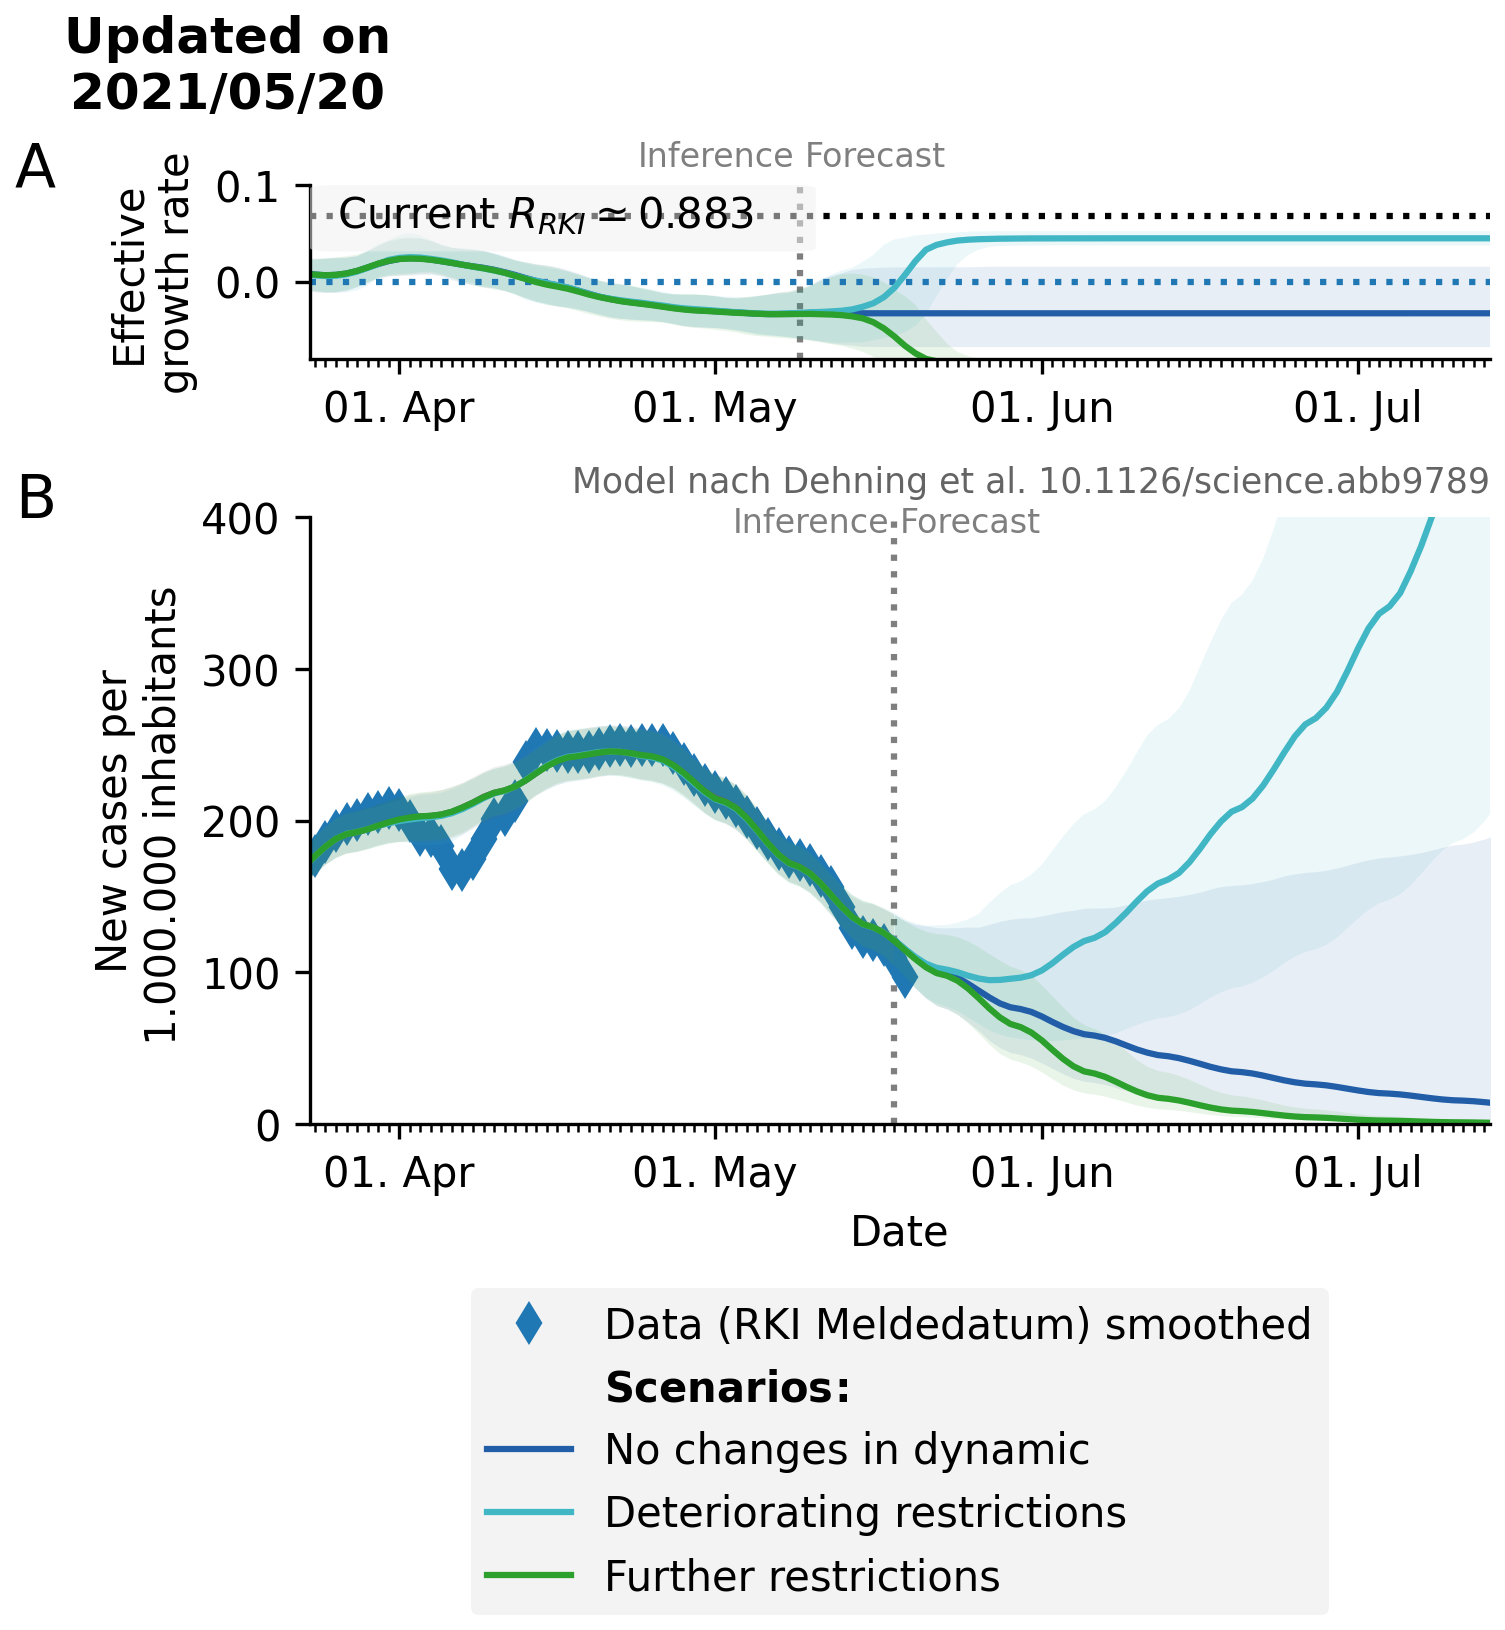 Updated on
2021/05/20
A
Inference Forecast
Effective
growth rate
0.1
0.0
Current R_RKI ≃ 0.883
01. Apr
01. May
01. Jun
01. Jul
B
Model nach Dehning et al. 10.1126/science.abb9789
Inference Forecast
New cases per
1.000.000 inhabitants
400
300
200
100
0
01. Apr
01. May
01. Jun
01. Jul
Date
Data (RKI Meldedatum) smoothed
Scenarios:
No changes in dynamic
Deteriorating restrictions
Further restrictions